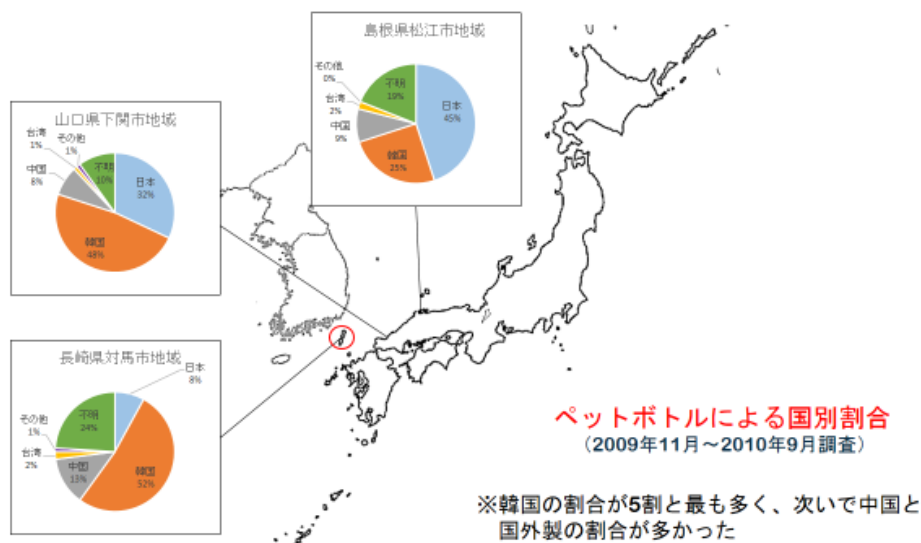 島根県松江市地域
その他
0%
不明
19%
日本
45%
台湾
2%
中国
9%
韓国
25%
山口県下関市地域
台湾
1%
その他
1%
不明
10%
日本
32%
中国
8%
韓国
48%
長崎県対馬市地域
日本
8%
不明
24%
その他
1%
台湾
2%
中国
13%
韓国
52%
ペットボトルによる国別割合
(2009年11月~2010年9月調査)
※韓国の割合が5割と最も多く、次いで中国と
国外製の割合が多かった